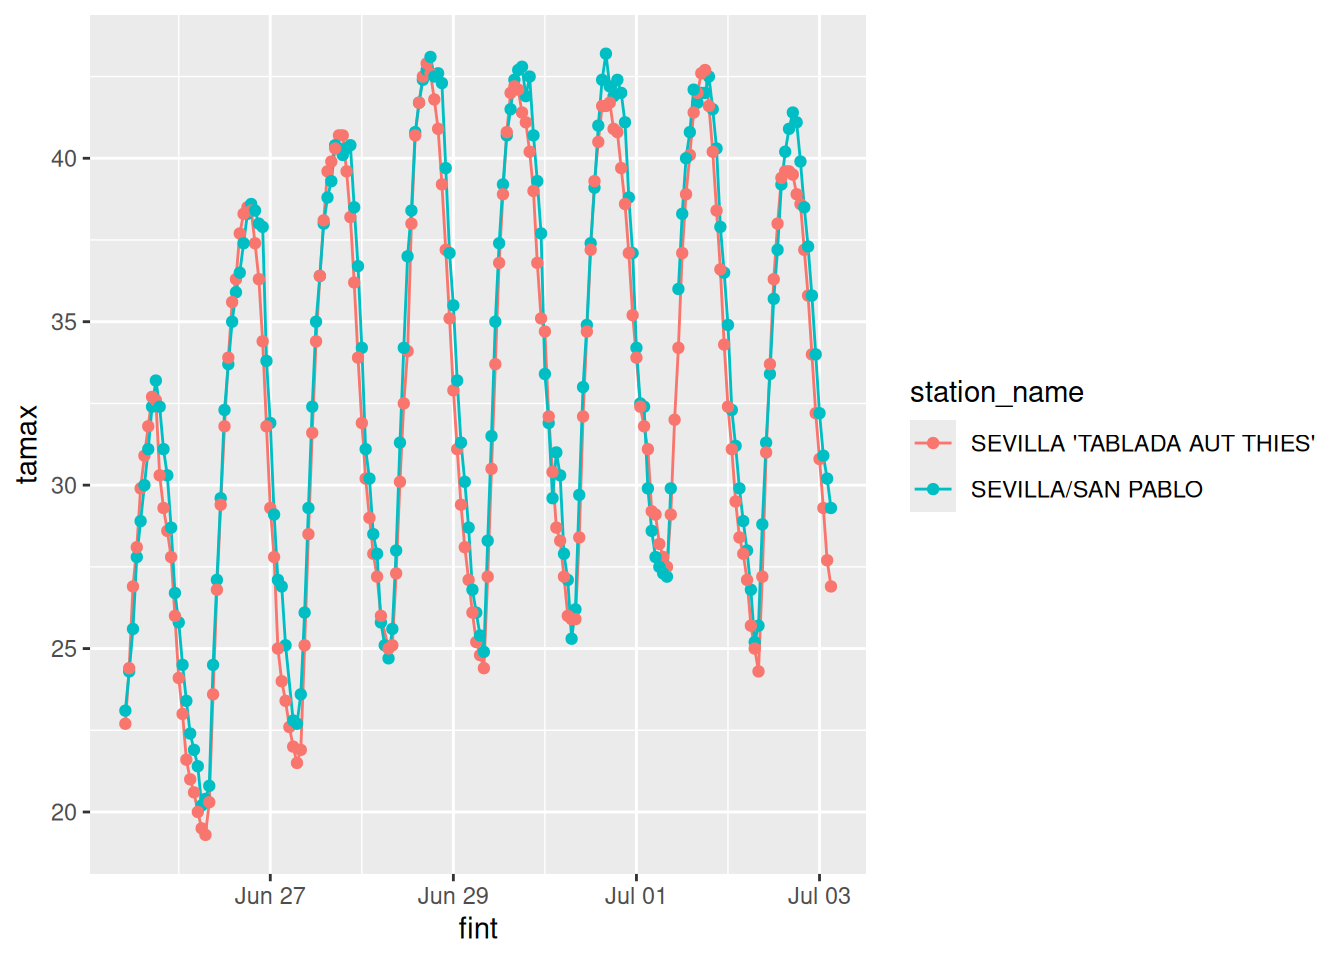 tamax
40
35
30
25
20
Jun 27
Jun 29
Jul 01
Jul 03
fint
station_name
SEVILLA 'TABLADA AUT THIES'
SEVILLA/SAN PABLO